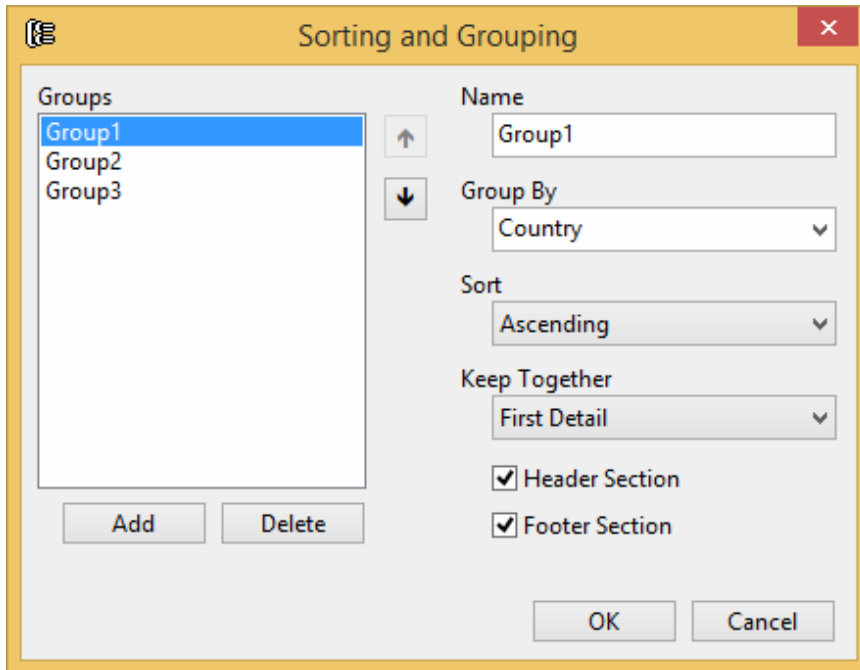 Sorting and Grouping
Groups
Group1
Group2
Group3
Add
Delete
Name
Group1
Group By
Country
Sort
Ascending
Keep Together
First Detail
Header Section
Footer Section
OK
Cancel